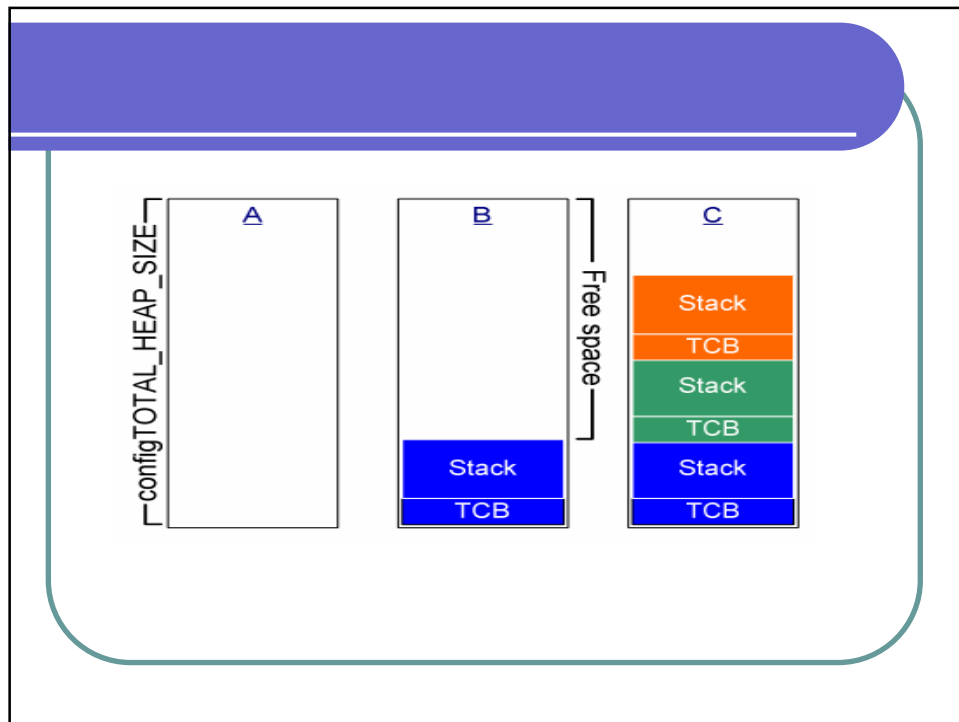 configTOTAL_HEAP_SIZE
A
B
Stack
TCB
Free space
C
Stack
TCB
Stack
TCB
Stack
TCB